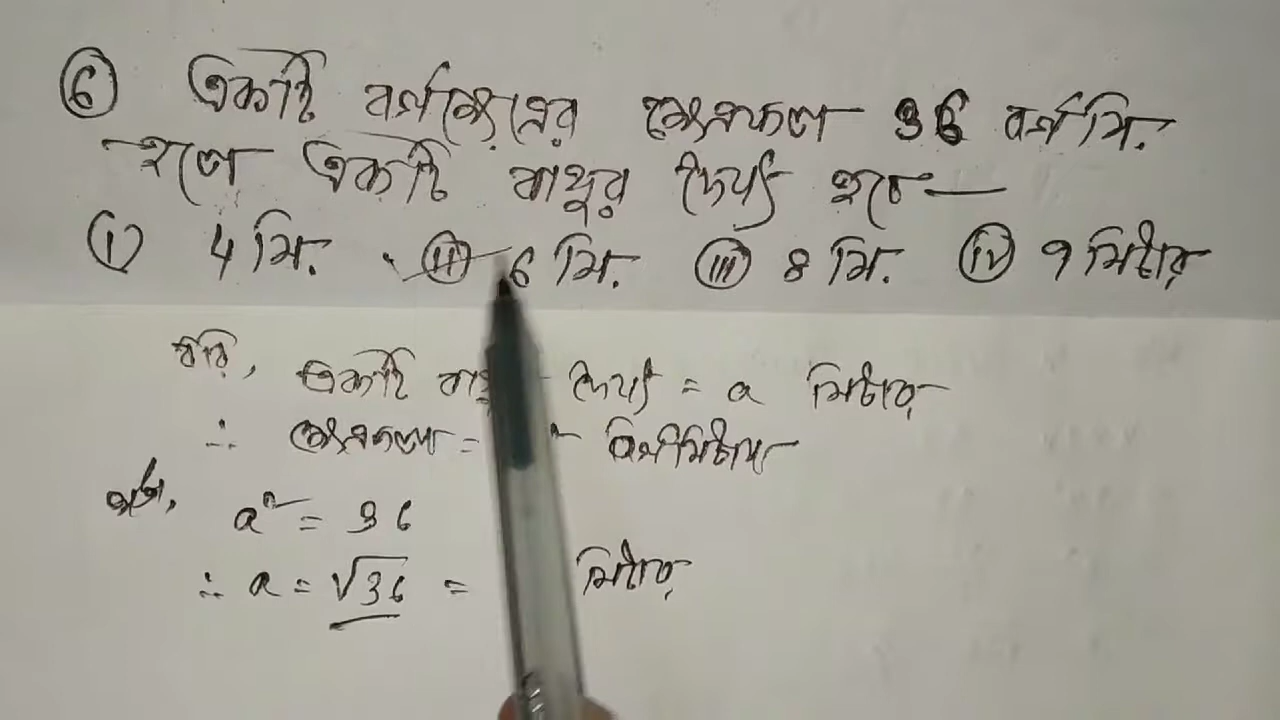 ⑥ একটি বর্গক্ষেত্রের ক্ষেত্রফল 36 বর্গমি.
হলে একটি বাহুর দৈর্ঘ্য হবে —
(i) 4 মি. (ii) 6 মি. (iii) 8 মি. (iv) 9 মিটার
ধরি, একটি দৈর্ঘ্য = a মিটার
∴ ক্ষেত্রফল = বর্গমিটার
শর্তে, a² = 36
∴ a = √36 = মিটার